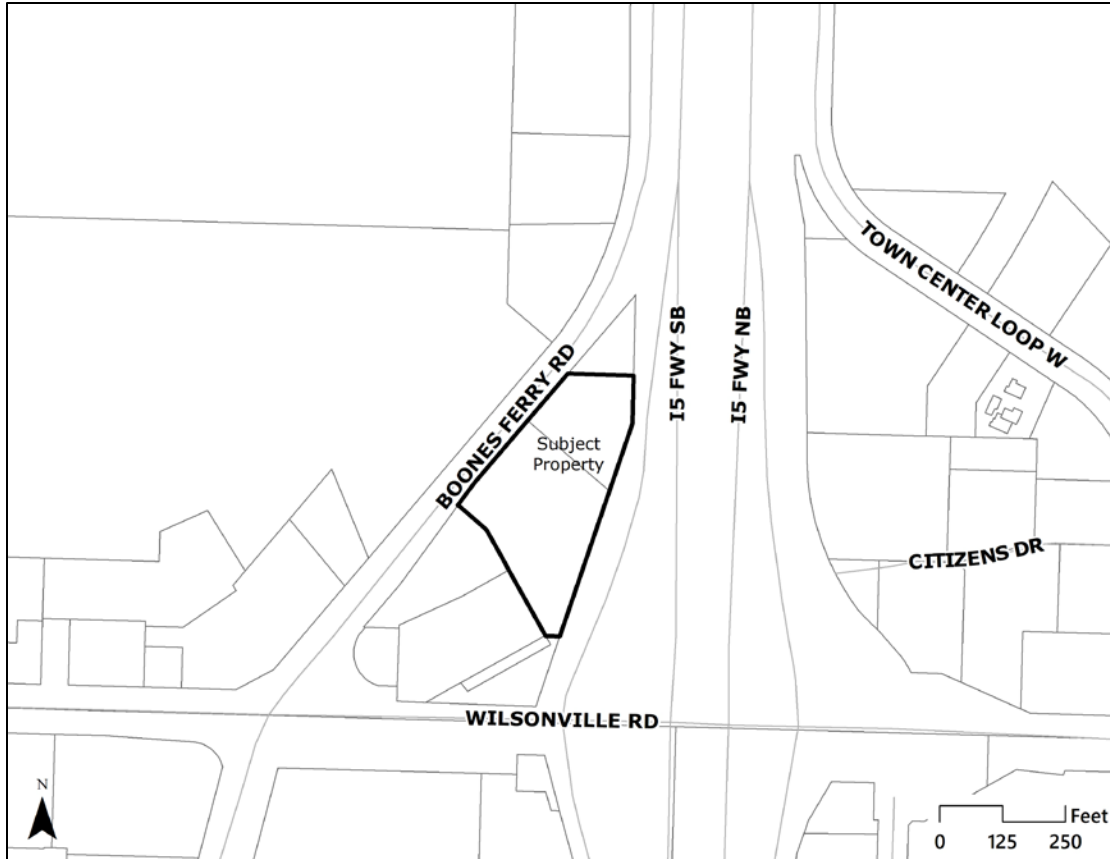 TOWN CENTER LOOP W
I5 FWY SB
I5 FWY NB
BOONES FERRY RD
Subject
Property
CITIZENS DR
WILSONVILLE RD
N
Feet
0 125 250